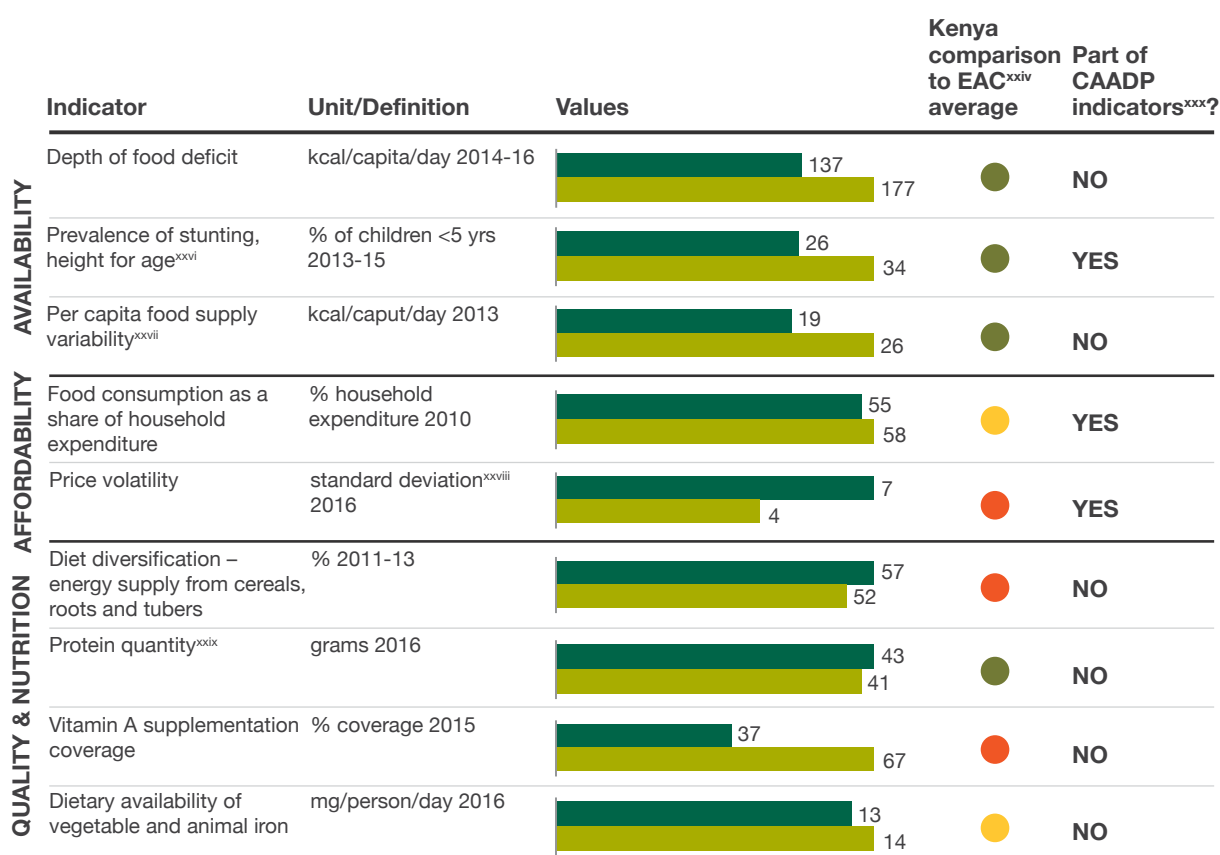 Kenya
comparison Part of
to EACxxiv CAADP
Indicator Unit/Definition Values average indicatorsxxx?
AVAILABILITY
Depth of food deficit kcal/capita/day 2014-16
137
177
NO
Prevalence of stunting, % of children <5 yrs
height for agexxvi 2013-15
26
34
YES
Per capita food supply kcal/caput/day 2013
variabilityxxvii
19
26
NO
AFFORDABILITY
Food consumption as a % household
share of household expenditure 2010
expenditure
55
58
YES
Price volatility standard deviationxxviii
2016
7
4
YES
QUALITY & NUTRITION
Diet diversification – % 2011-13
energy supply from cereals,
roots and tubers
57
52
NO
Protein quantityxxix grams 2016
43
41
NO
Vitamin A supplementation % coverage 2015
coverage
37
67
NO
Dietary availability of mg/person/day 2016
vegetable and animal iron
13
14
NO